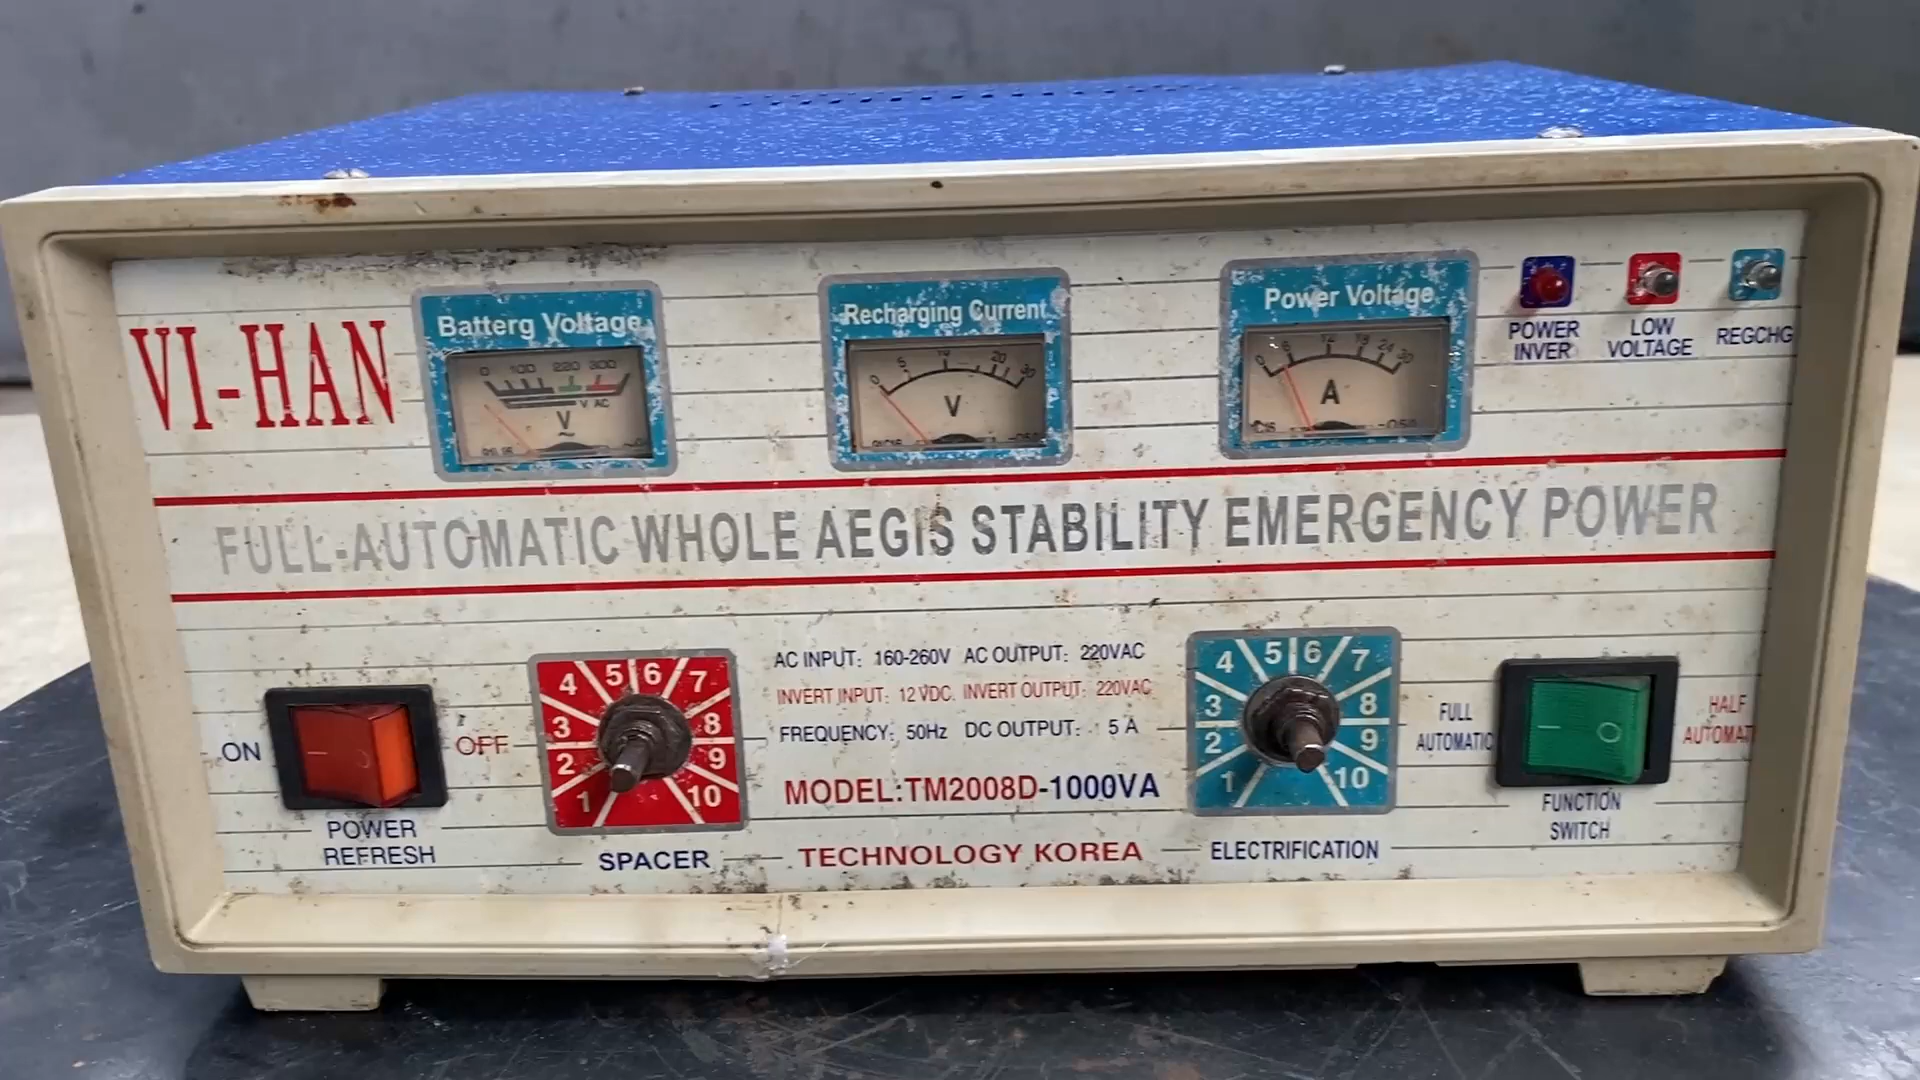 VI-HAN
Batterg Voltage
0 100 220 300
V AC
V
Recharging Current
0 5 10 20 30
V
Power Voltage
0 6 12 18 24 30
A
POWER
INVER
LOW
VOLTAGE
REGCHG
FULL-AUTOMATIC WHOLE AEGIS STABILITY EMERGENCY POWER
ON
OFF
POWER
REFRESH
1 2 3 4 5 6 7 8 9 10
SPACER
AC INPUT: 160-260V AC OUTPUT: 220VAC
INVERT INPUT: 12VDC. INVERT OUTPUT: 220VAC
FREQUENCY: 50Hz DC OUTPUT: 5 A
MODEL:TM2008D-1000VA
TECHNOLOGY KOREA
1 2 3 4 5 6 7 8 9 10
ELECTRIFICATION
FULL
AUTOMATIC
HALF
AUTOMAT
FUNCTION
SWITCH